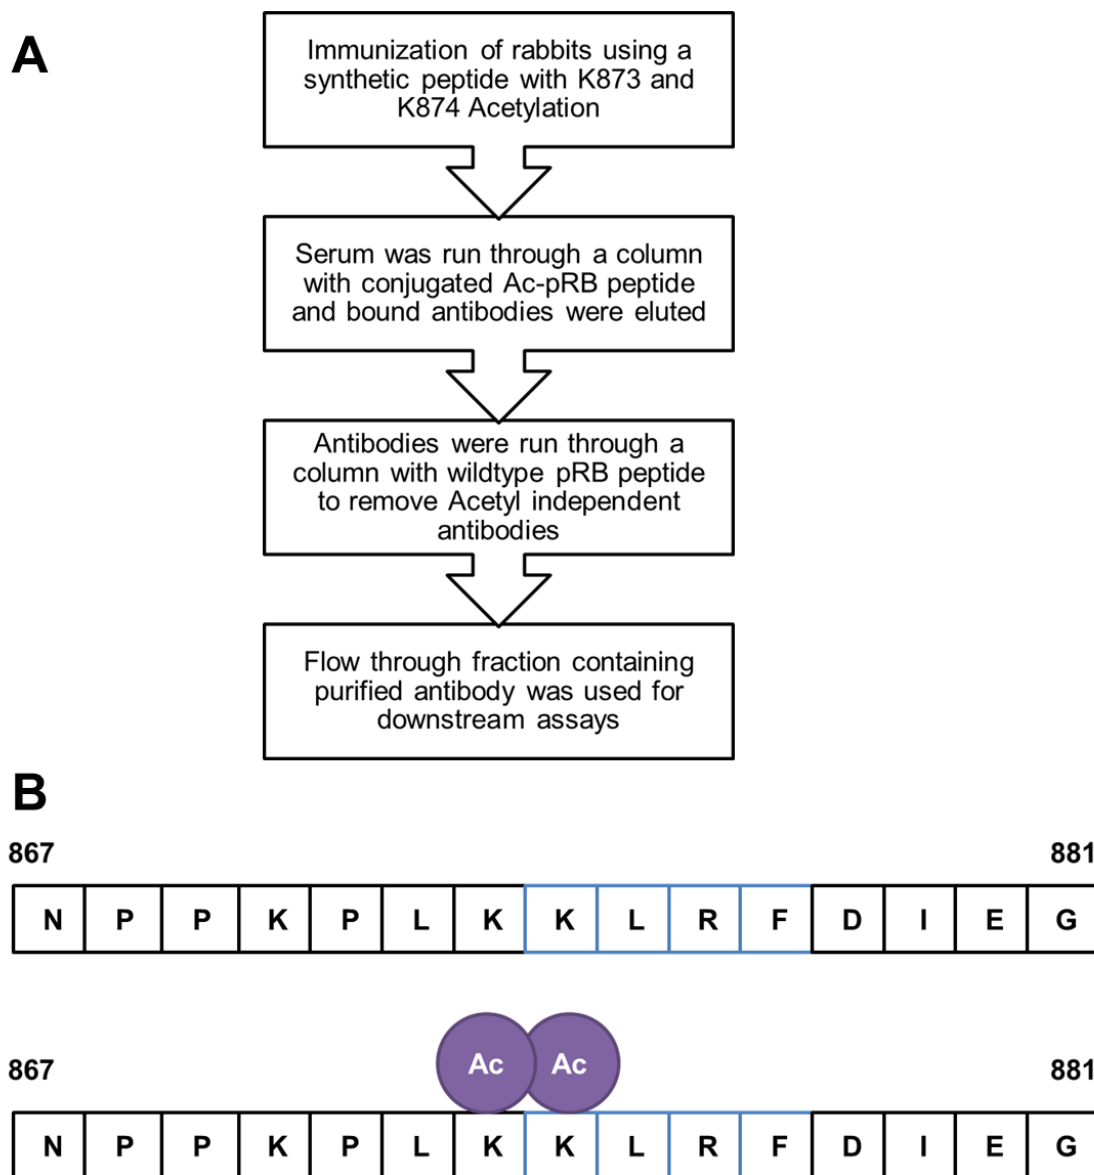 A
Immunization of rabbits using a
synthetic peptide with K873 and
K874 Acetylation
Serum was run through a column
with conjugated Ac-pRB peptide
and bound antibodies were eluted
Antibodies were run through a
column with wildtype pRB peptide
to remove Acetyl independent
antibodies
Flow through fraction containing
purified antibody was used for
downstream assays
B
867 881
N P P K P L K K L R F D I E G
Ac Ac
867 881
N P P K P L K K L R F D I E G